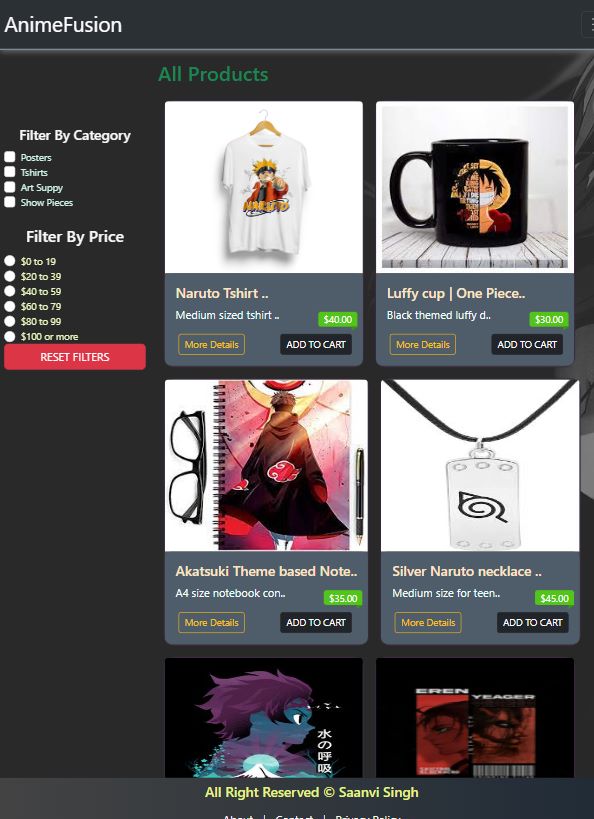 AnimeFusion
All Products
Filter By Category
Posters
Tshirts
Art Suppy
Show Pieces
Filter By Price
$0 to 19
$20 to 39
$40 to 59
$60 to 79
$80 to 99
$100 or more
RESET FILTERS
NARUTO
Naruto Tshirt ..
Medium sized tshirt ..
$40.00
More Details
ADD TO CART
Luffy cup | One Piece..
Black themed luffy d..
$30.00
More Details
ADD TO CART
Akatsuki Theme based Note..
A4 size notebook con..
$35.00
More Details
ADD TO CART
Silver Naruto necklace ..
Medium size for teen..
$45.00
More Details
ADD TO CART
水の呼吸
EREN YEAGER
All Right Reserved © Saanvi Singh
About | Contact | Privacy Policy